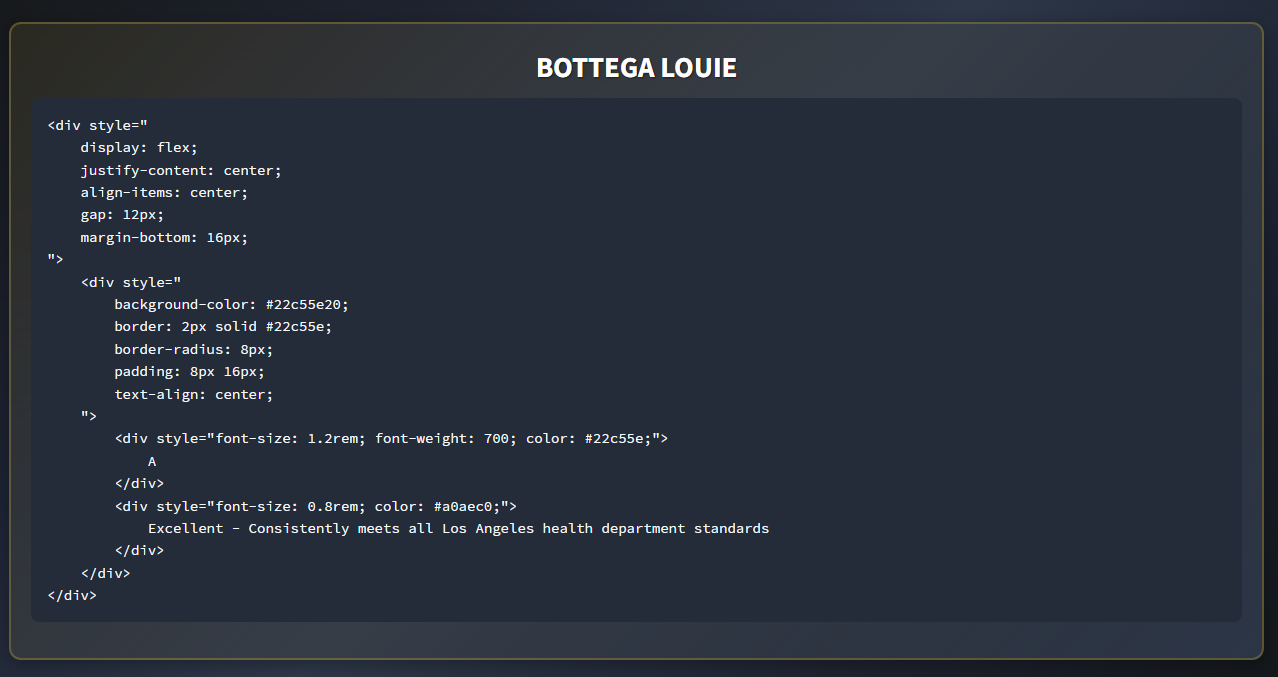 BOTTEGA LOUIE
<div style="
    display: flex;
    justify-content: center;
    align-items: center;
    gap: 12px;
    margin-bottom: 16px;
">
    <div style="
        background-color: #22c55e20;
        border: 2px solid #22c55e;
        border-radius: 8px;
        padding: 8px 16px;
        text-align: center;
    ">
        <div style="font-size: 1.2rem; font-weight: 700; color: #22c55e;">
            A
        </div>
        <div style="font-size: 0.8rem; color: #a0aec0;">
            Excellent - Consistently meets all Los Angeles health department standards
        </div>
    </div>
</div>